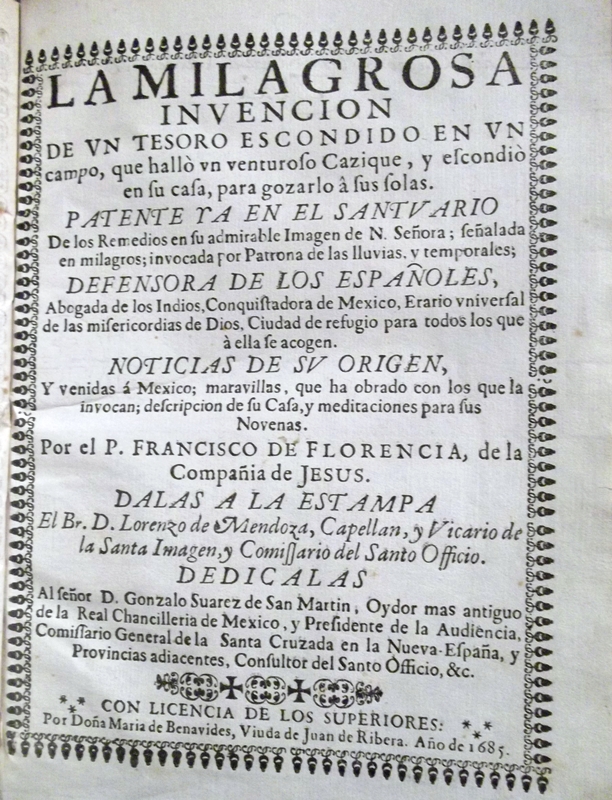 LA MILAGROSA
INVENCION
DE VN TESORO ESCONDIDO EN VN
campo, que hallò vn venturoſo Cazique, y eſcondiò
en ſu caſa, para gozarlo â ſus ſolas.
PATENTE YA EN EL SANTVARIO
De los Remedios en ſu admirable Imagen de N. Señora; ſeñalada
en milagros; invocada por Patrona de las lluvias, y temporales;
DEFENSORA DE LOS ESPAÑOLES,
Abogada de los Indios, Conquiſtadora de Mexico, Erario vniverſal
de las miſericordias de Dios, Ciudad de refugio para todos los que
à ella ſe acogen.
NOTICIAS DE SV ORIGEN,
Y venidas á Mexico; maravillas, que ha obrado con los que la
invocan; deſcripcion de ſu Caſa, y meditaciones para ſus
Novenas.
Por el P. FRANCISCO DE FLORENCIA, de la
Compañia de JESUS.
DALAS A LA ESTAMPA
El Br. D. Lorenzo de Mendoza, Capellan, y Vicario de
la Santa Imagen, y Comiſſario del Santo Officio.
DEDICALAS
Al ſeñor D. Gonzalo Suarez de San Martin, Oydor mas antiguo
de la Real Chancilleria de Mexico, y Preſidente de la Audiencia,
Comiſſario General de la Santa Cruzada en la Nueva-Eſpaña, y
Provincias adiacentes, Conſultor del Santo Officio, &c.
CON LICENCIA DE LOS SUPERIORES:
Por Doña Maria de Benavides, Viuda de Juan de Ribera. Año de 1685.